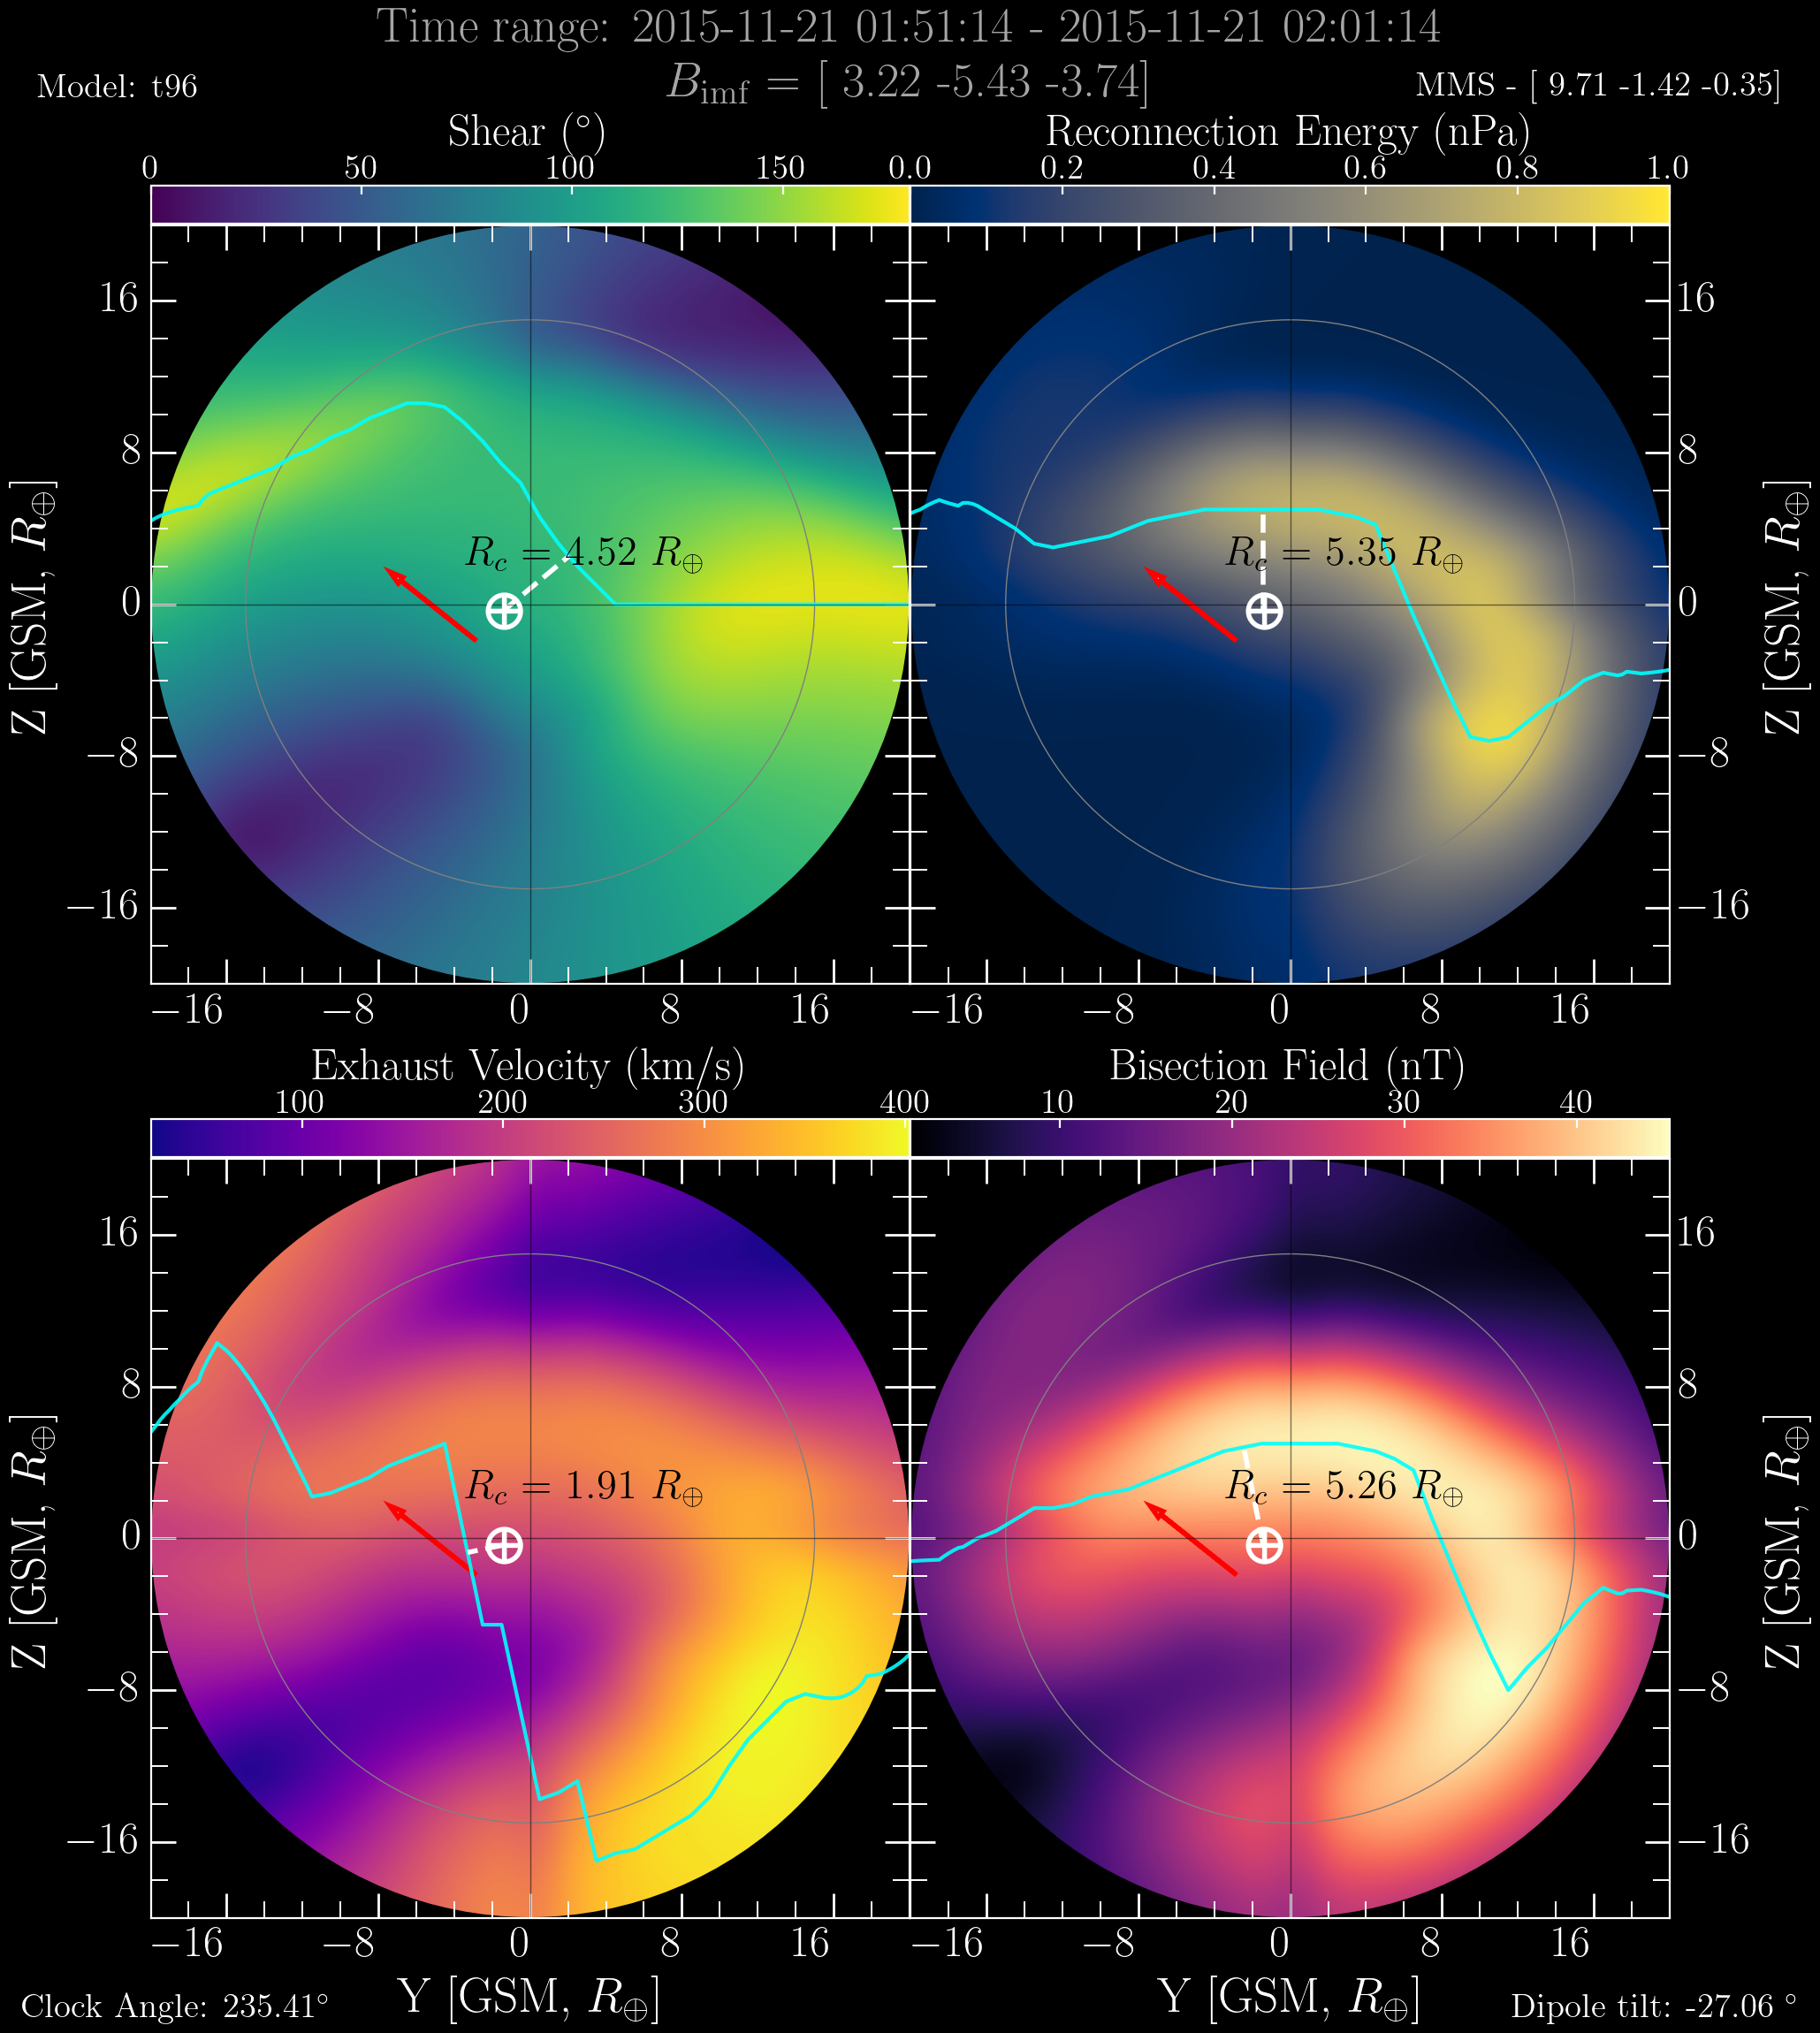 Time range: 2015-11-21 01:51:14 - 2015-11-21 02:01:14
Model: t96
B_imf = [ 3.22 -5.43 -3.74]
MMS - [ 9.71 -1.42 -0.35]
Shear (°)
Reconnection Energy (nPa)
0 50 100 150
0.0 0.2 0.4 0.6 0.8 1.0
16
8
0
−8
−16
Z [GSM, R⊕]
R_c = 4.52 R⊕
R_c = 5.35 R⊕
16
8
0
−8
−16
Z [GSM, R⊕]
−16 −8 0 8 16
−16 −8 0 8 16
Exhaust Velocity (km/s)
Bisection Field (nT)
100 200 300 400
10 20 30 40
16
8
0
−8
−16
Z [GSM, R⊕]
R_c = 1.91 R⊕
R_c = 5.26 R⊕
16
8
0
−8
−16
Z [GSM, R⊕]
−16 −8 0 8 16
−16 −8 0 8 16
Y [GSM, R⊕]
Y [GSM, R⊕]
Clock Angle: 235.41°
Dipole tilt: -27.06 °